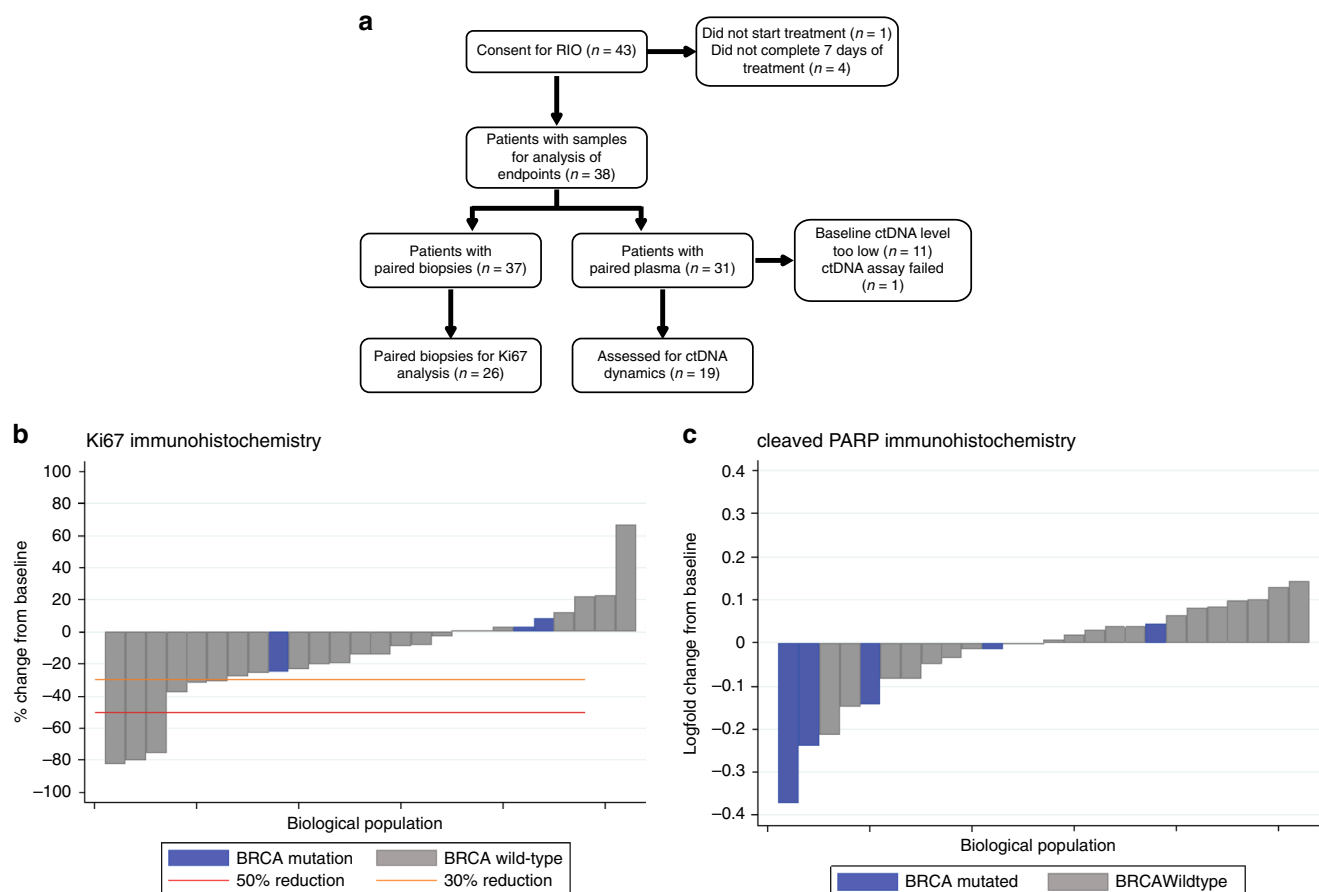 a
Consent for RIO (n = 43)
Did not start treatment (n = 1)
Did not complete 7 days of
treatment (n = 4)
Patients with samples
for analysis of
endpoints (n = 38)
Patients with
paired biopsies (n = 37)
Patients with
paired plasma (n = 31)
Baseline ctDNA level
too low (n = 11)
ctDNA assay failed
(n = 1)
Paired biopsies for Ki67
analysis (n = 26)
Assessed for ctDNA
dynamics (n = 19)
b
Ki67 immunohistochemistry
% change from baseline
100
80
60
40
20
0
−20
−40
−60
−80
−100
Biological population
BRCA mutation
BRCA wild-type
50% reduction
30% reduction
c
cleaved PARP immunohistochemistry
Logfold change from baseline
0.4
0.3
0.2
0.1
0
−0.1
−0.2
−0.3
−0.4
Biological population
BRCA mutated
BRCAWildtype